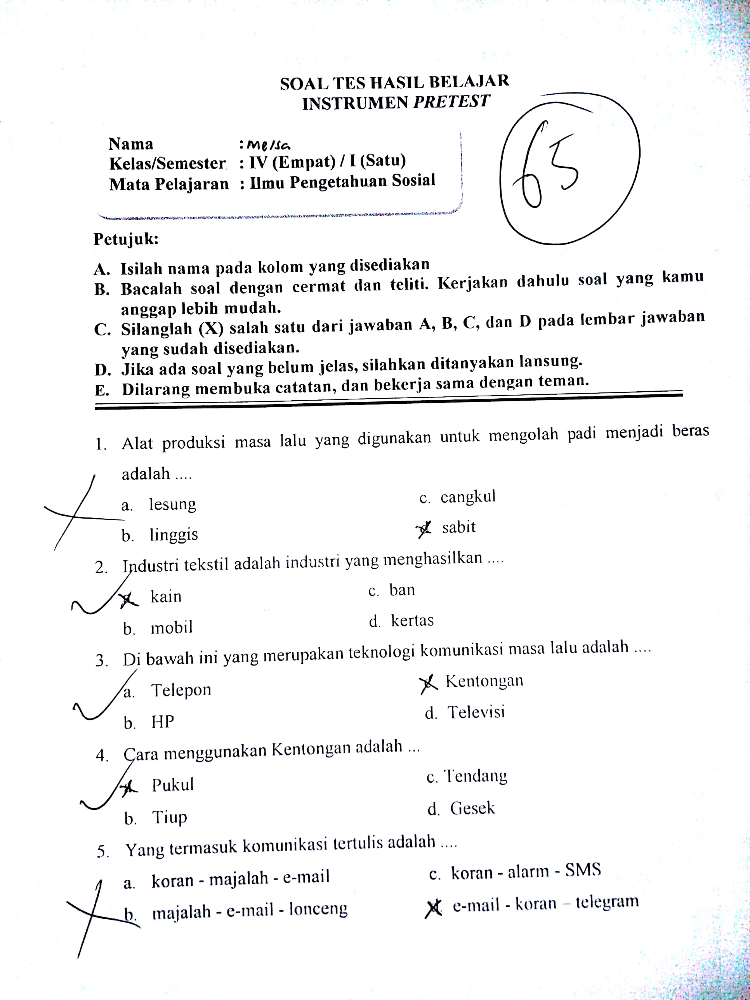 SOAL TES HASIL BELAJAR
INSTRUMEN PRETEST
65
Nama : Melsa
Kelas/Semester : IV (Empat) / I (Satu)
Mata Pelajaran : Ilmu Pengetahuan Sosial
Petujuk:
A. Isilah nama pada kolom yang disediakan
B. Bacalah soal dengan cermat dan teliti. Kerjakan dahulu soal yang kamu
anggap lebih mudah.
C. Silanglah (X) salah satu dari jawaban A, B, C, dan D pada lembar jawaban
yang sudah disediakan.
D. Jika ada soal yang belum jelas, silahkan ditanyakan lansung.
E. Dilarang membuka catatan, dan bekerja sama dengan teman.
1. Alat produksi masa lalu yang digunakan untuk mengolah padi menjadi beras
adalah ....
a. lesung c. cangkul
b. linggis d. sabit
2. Industri tekstil adalah industri yang menghasilkan ....
a. kain c. ban
b. mobil d. kertas
3. Di bawah ini yang merupakan teknologi komunikasi masa lalu adalah ....
a. Telepon c. Kentongan
b. HP d. Televisi
4. Cara menggunakan Kentongan adalah ...
a. Pukul c. Tendang
b. Tiup d. Gesek
5. Yang termasuk komunikasi tertulis adalah ....
a. koran - majalah - e-mail c. koran - alarm - SMS
b. majalah - e-mail - lonceng d. e-mail - koran – telegram